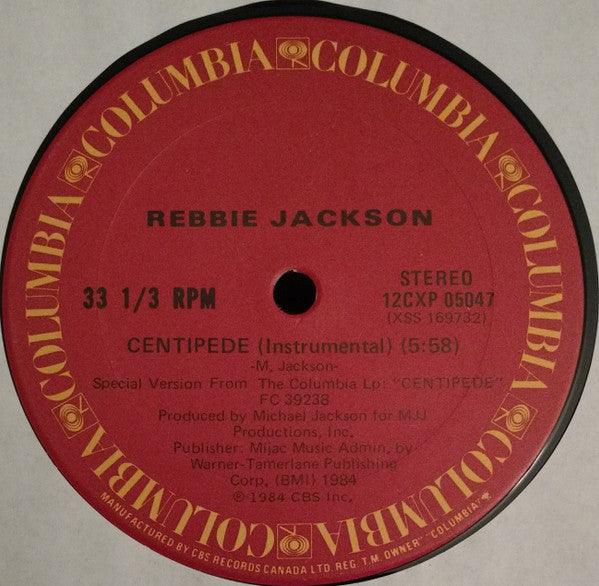 COLUMBIA COLUMBIA COLUMBIA COLUMBIA COLUMBIA COLUMBIA COLUMBIA COLUMBIA
REBBIE JACKSON
33 1/3 RPM
STEREO
12CXP 05047
(XSS 169732)
CENTIPEDE (Instrumental) (5:58)
-M, Jackson-
Special Version From The Columbia Lp: "CENTIPEDE"
FC 39238
Produced by Michael Jackson for MJJ
Productions, Inc.
Publisher: Mijac Music Admin, by
Warner-Tamerlane Publishing
Corp, (BMI) 1984
℗ 1984 CBS Inc,
MANUFACTURED BY CBS RECORDS CANADA LTD. REG. T.M. OWNER "COLUMBIA"